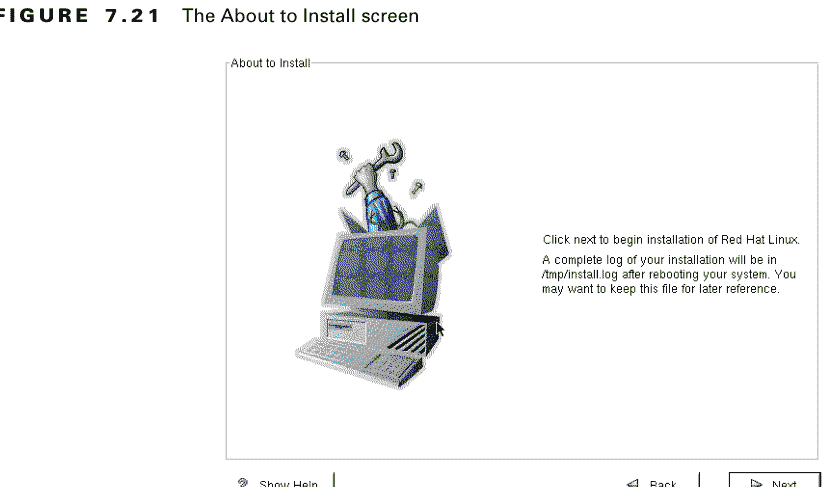 FIGURE 7.21 The About to Install screen
About to Install
Click next to begin installation of Red Hat Linux.
A complete log of your installation will be in
/tmp/install.log after rebooting your system. You
may want to keep this file for later reference.
Show Help Back Next